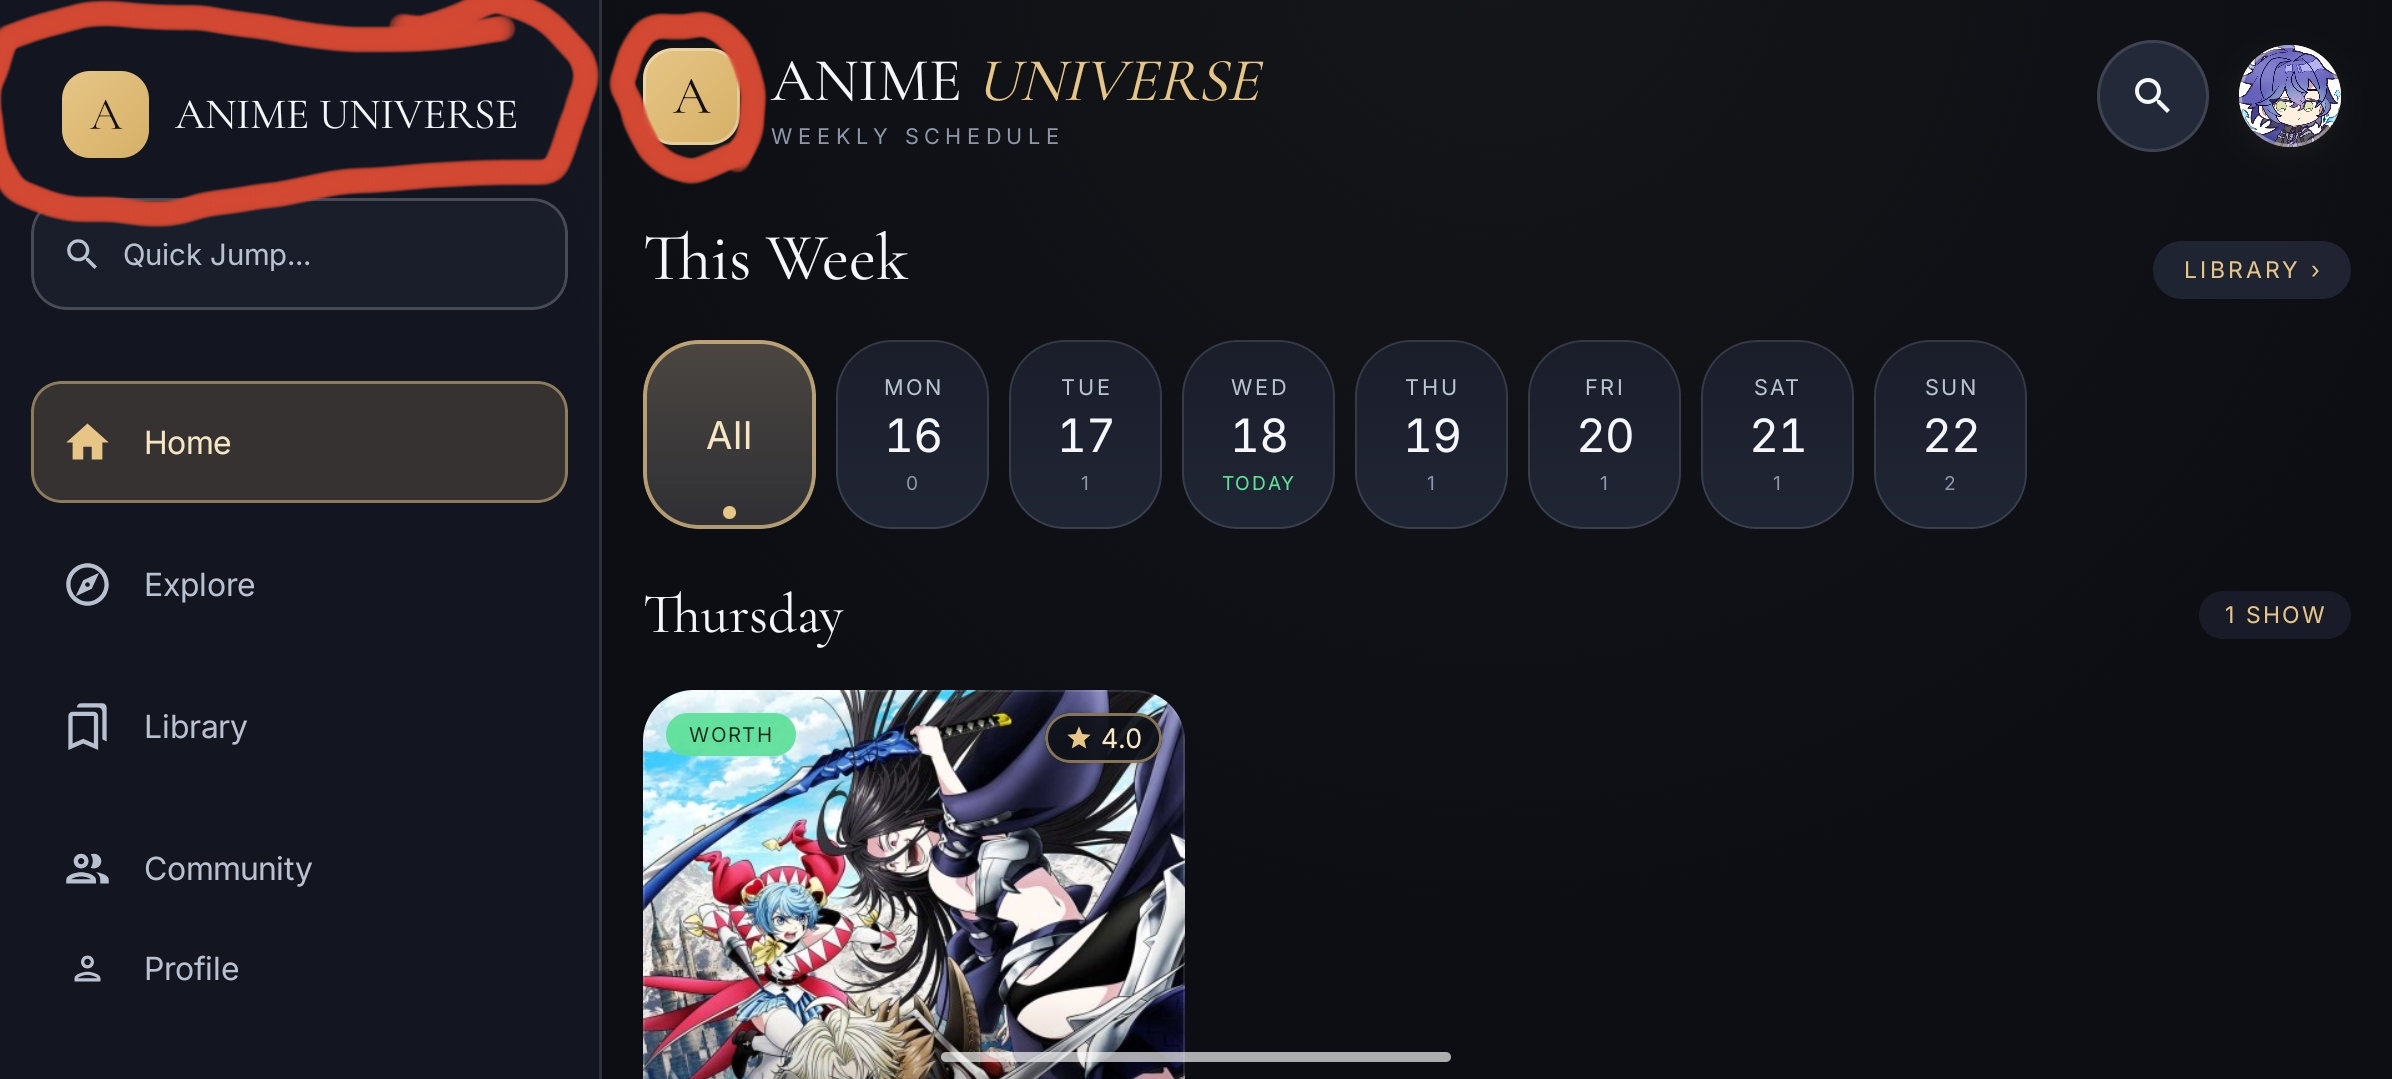 A ANIME UNIVERSE
Quick Jump...
Home
Explore
Library
Community
Profile
A ANIME UNIVERSE
WEEKLY SCHEDULE
This Week
LIBRARY ›
All
MON
16
0
TUE
17
1
WED
18
TODAY
THU
19
1
FRI
20
1
SAT
21
1
SUN
22
2
Thursday
1 SHOW
WORTH
4.0